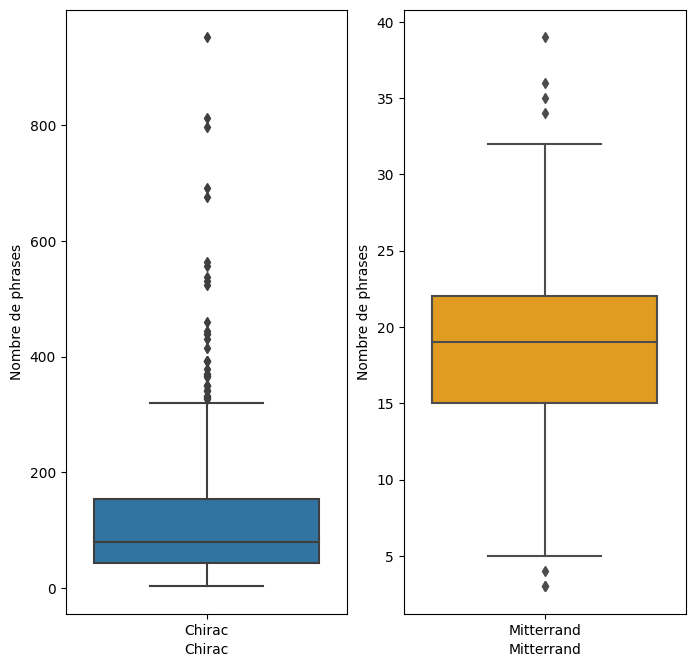 Nombre de phrases
800
600
400
200
0
Chirac
Chirac
Nombre de phrases
40
35
30
25
20
15
10
5
Mitterrand
Mitterrand